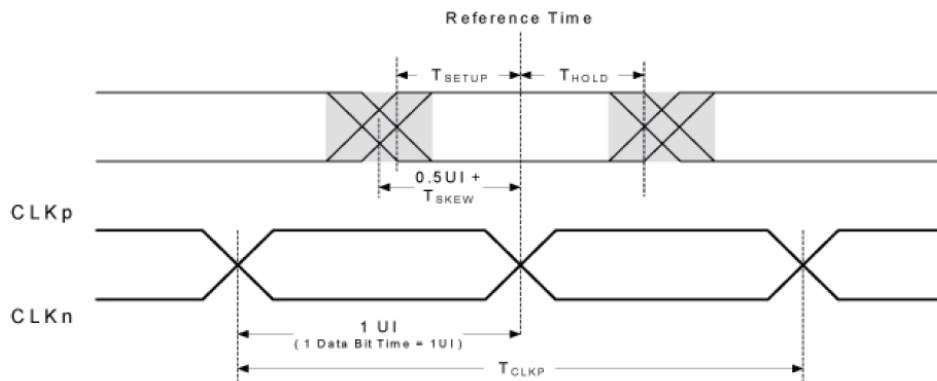 Reference Time
TSETUP THOLD
0.5UI +
TSKEW
CLKp
CLKn
1 UI
( 1 Data Bit Time = 1UI )
TCLKP